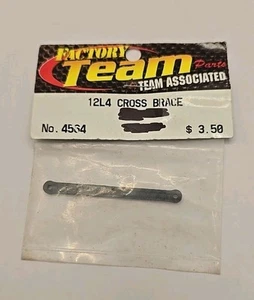 FACTORY
Team Parts
TEAM ASSOCIATED
12L4 CROSS BRACE
No. 4564 $ 3.50